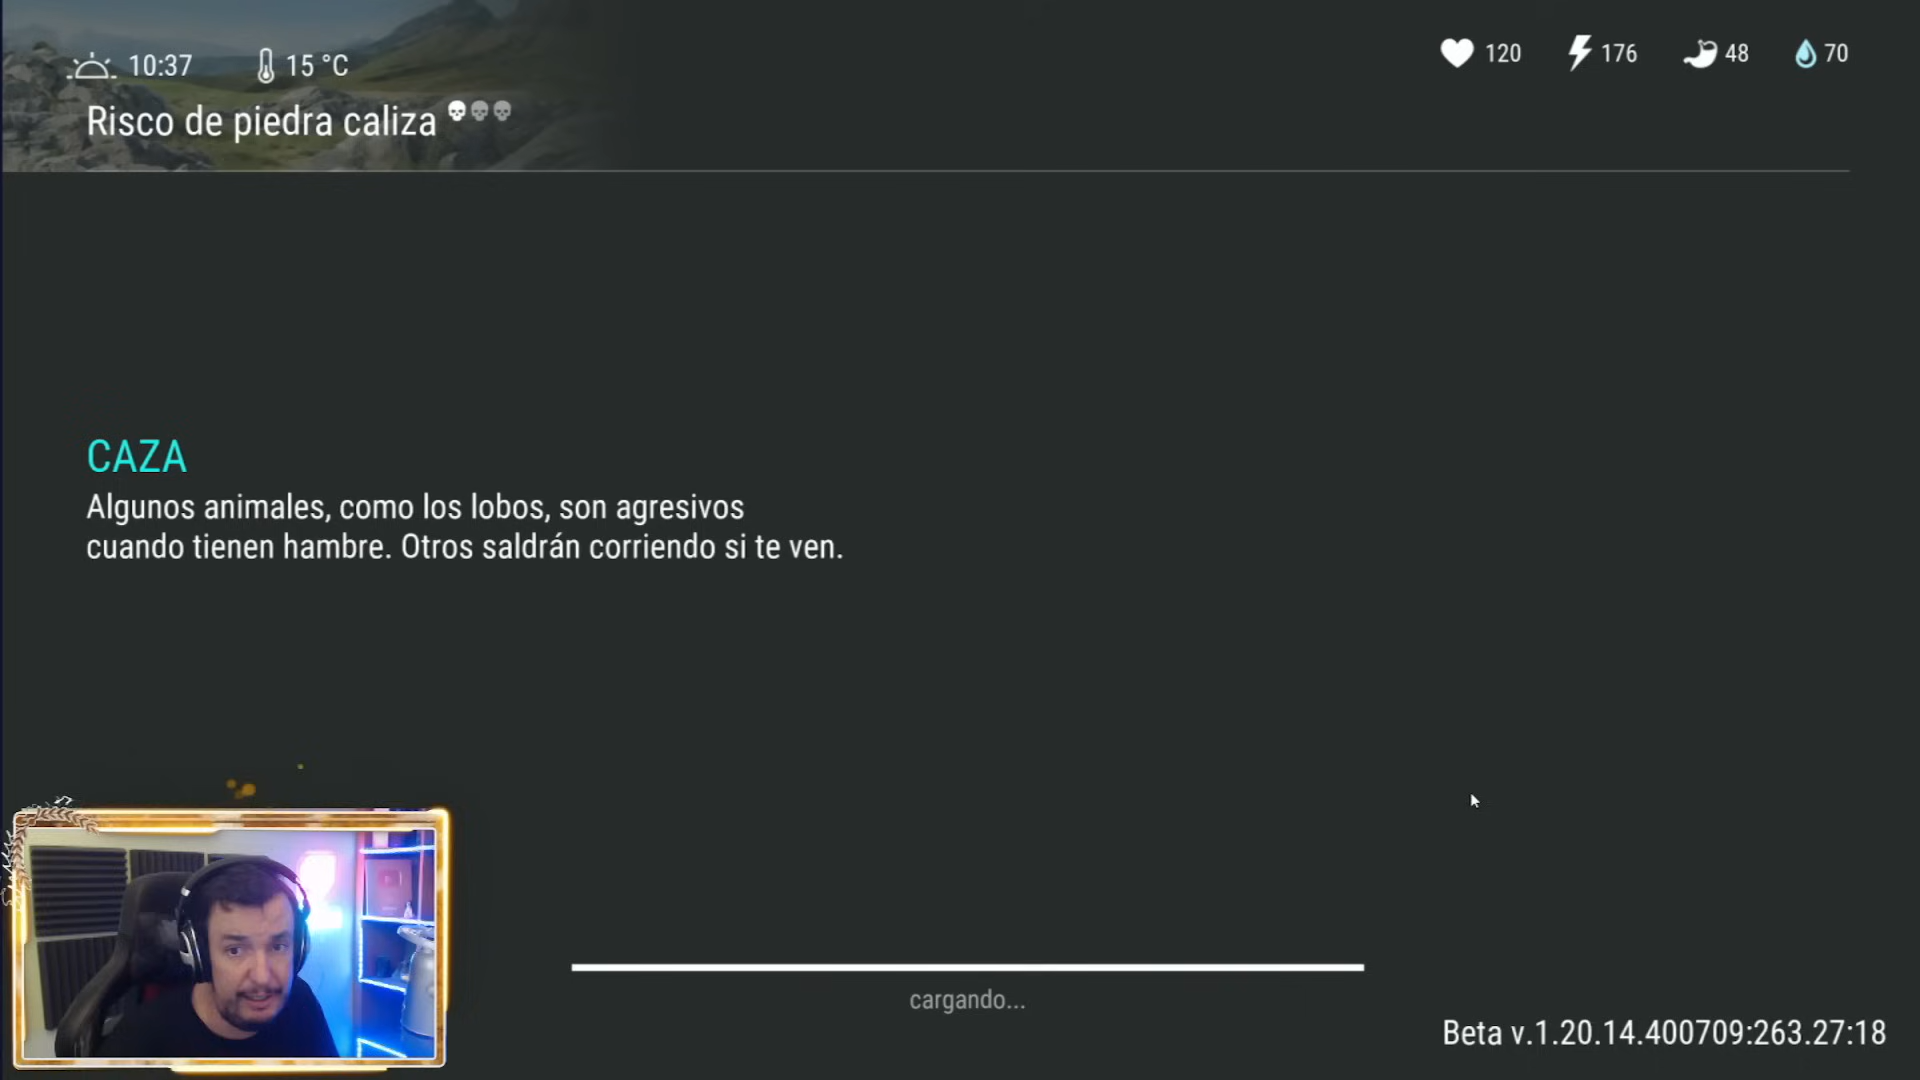 10:37
15 °C
120
176
48
70
Risco de piedra caliza
CAZA
Algunos animales, como los lobos, son agresivos
cuando tienen hambre. Otros saldrán corriendo si te ven.
cargando...
Beta v.1.20.14.400709:263.27:18